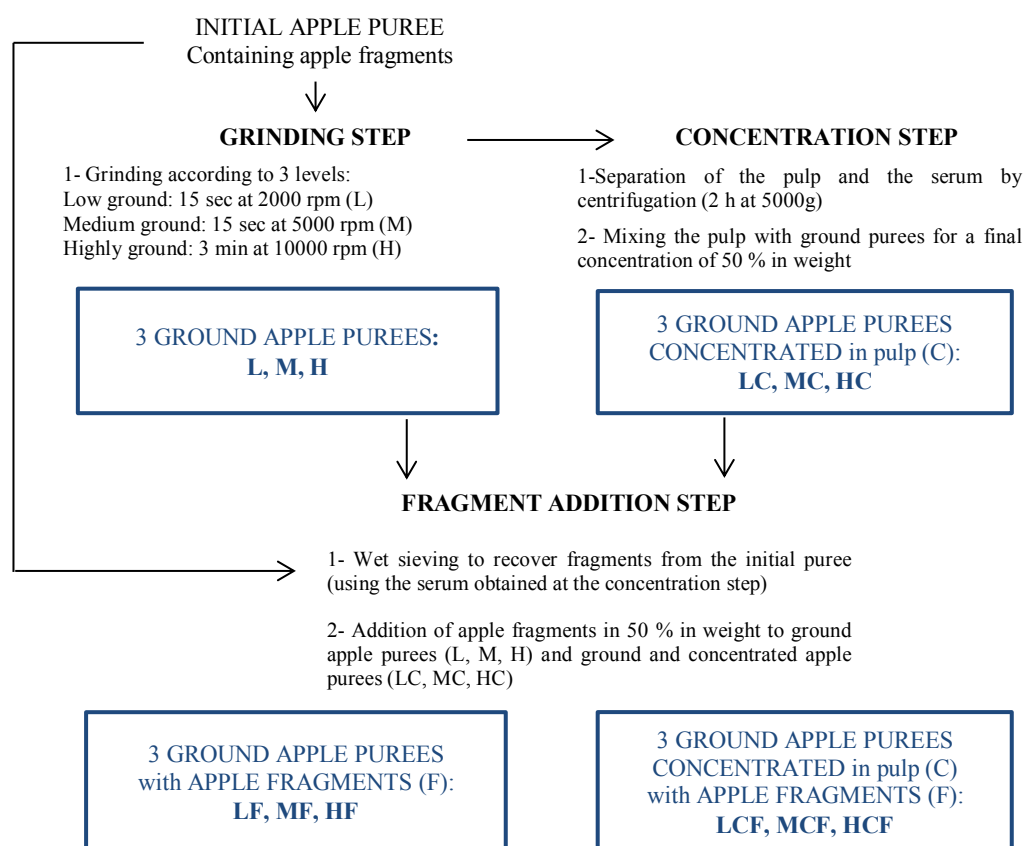 INITIAL APPLE PUREE
Containing apple fragments
GRINDING STEP
1- Grinding according to 3 levels:
Low ground: 15 sec at 2000 rpm (L)
Medium ground: 15 sec at 5000 rpm (M)
Highly ground: 3 min at 10000 rpm (H)
3 GROUND APPLE PUREES:
L, M, H
CONCENTRATION STEP
1-Separation of the pulp and the serum by
centrifugation (2 h at 5000g)
2- Mixing the pulp with ground purees for a final
concentration of 50 % in weight
3 GROUND APPLE PUREES
CONCENTRATED in pulp (C):
LC, MC, HC
FRAGMENT ADDITION STEP
1- Wet sieving to recover fragments from the initial puree
(using the serum obtained at the concentration step)
2- Addition of apple fragments in 50 % in weight to ground
apple purees (L, M, H) and ground and concentrated apple
purees (LC, MC, HC)
3 GROUND APPLE PUREES
with APPLE FRAGMENTS (F):
LF, MF, HF
3 GROUND APPLE PUREES
CONCENTRATED in pulp (C)
with APPLE FRAGMENTS (F):
LCF, MCF, HCF